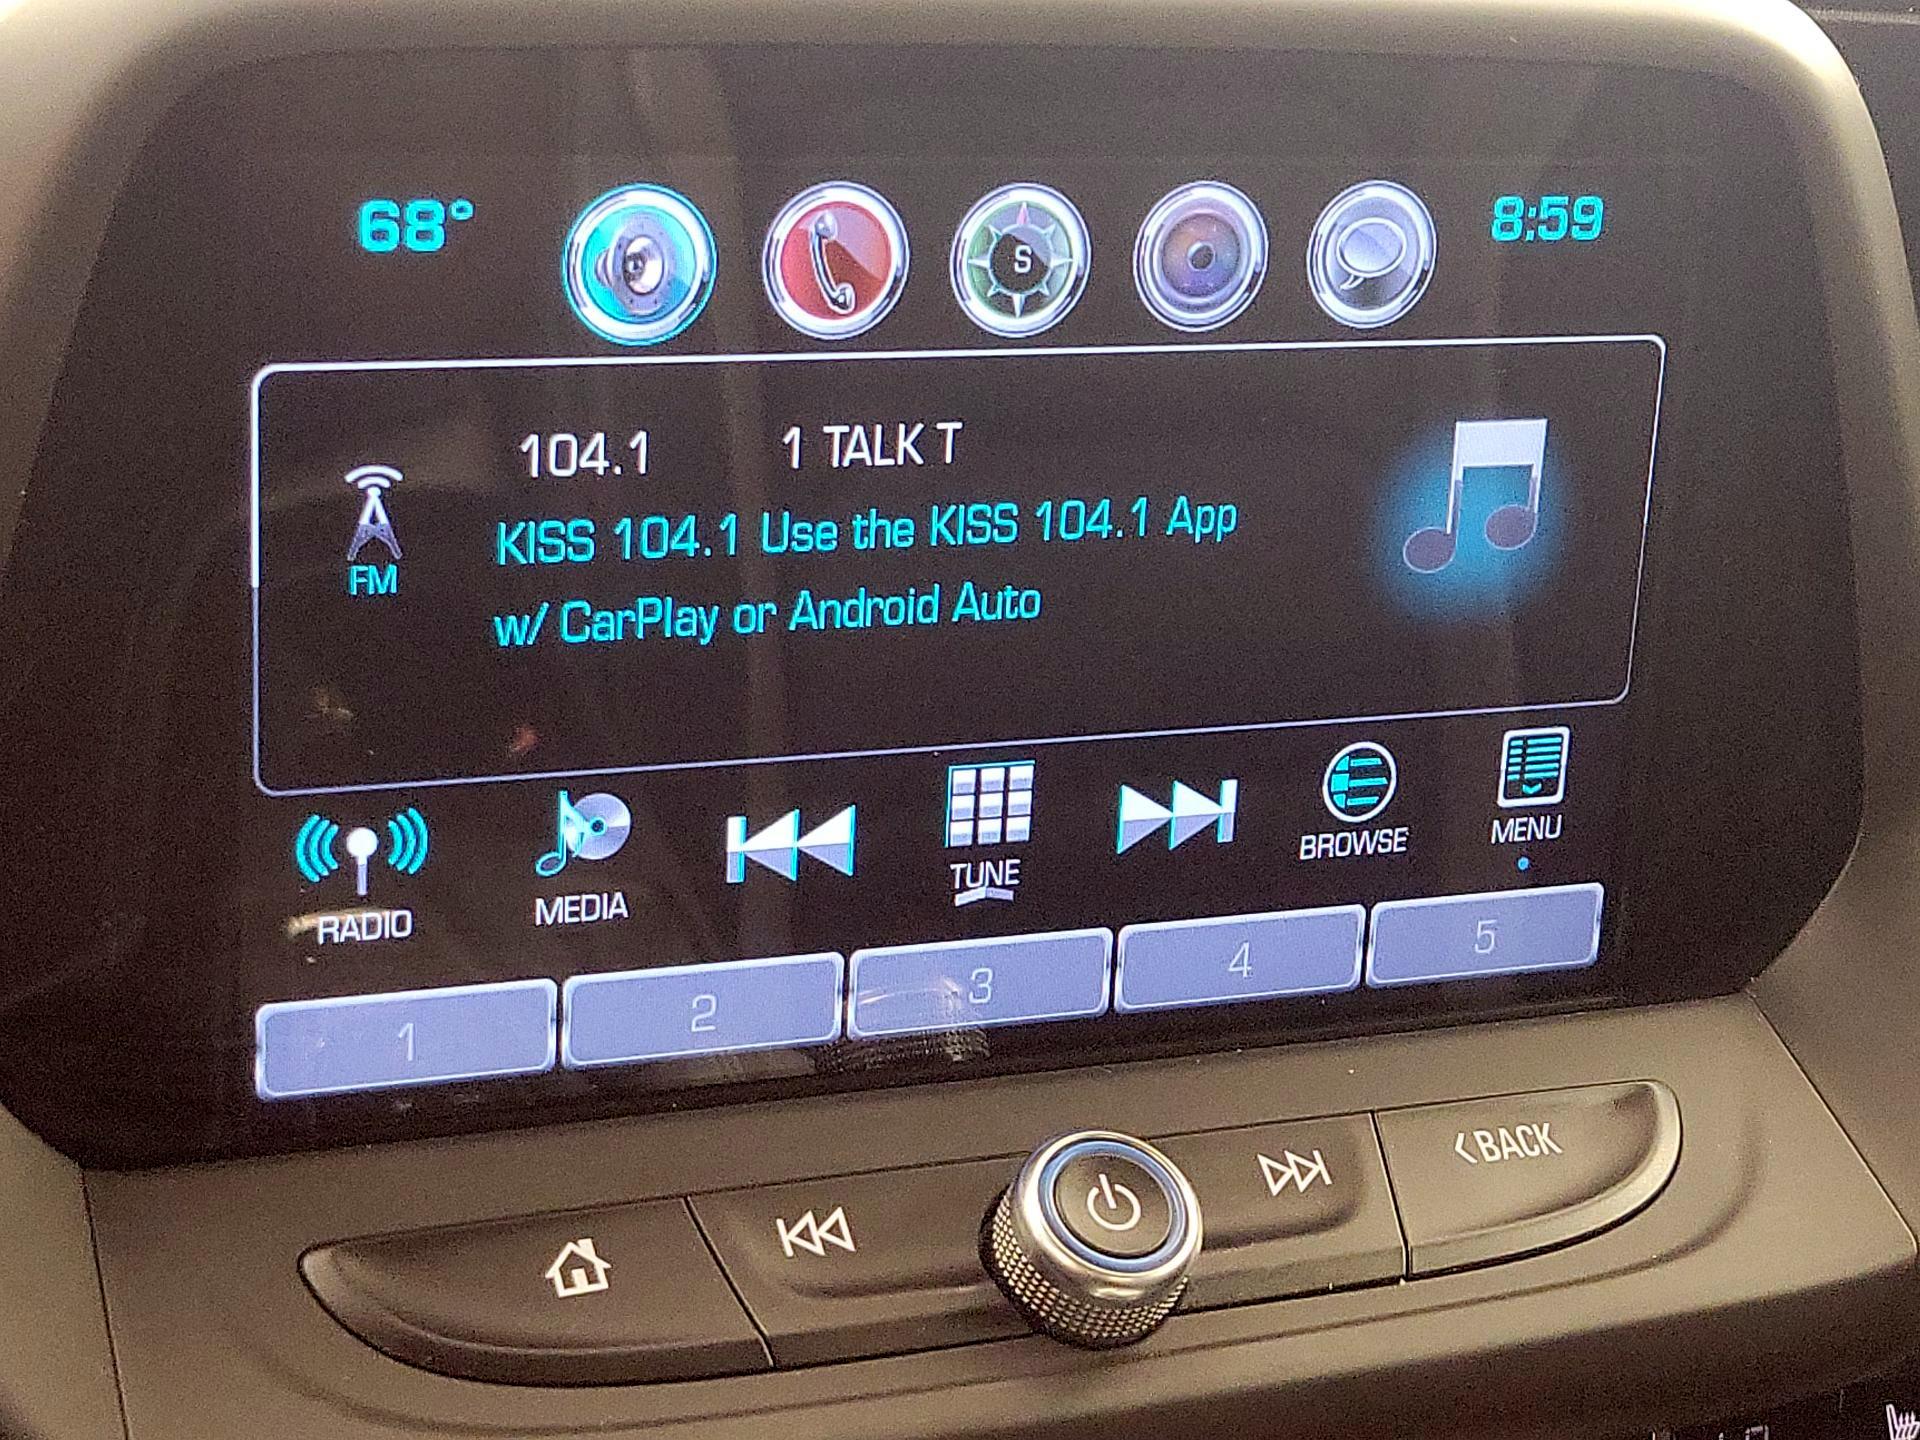 68°
S
8:59
104.1 1 TALK T
KISS 104.1 Use the KISS 104.1 App
w/ CarPlay or Android Auto
FM
RADIO
MEDIA
TUNE
BROWSE
MENU
1
2
3
4
5
<BACK